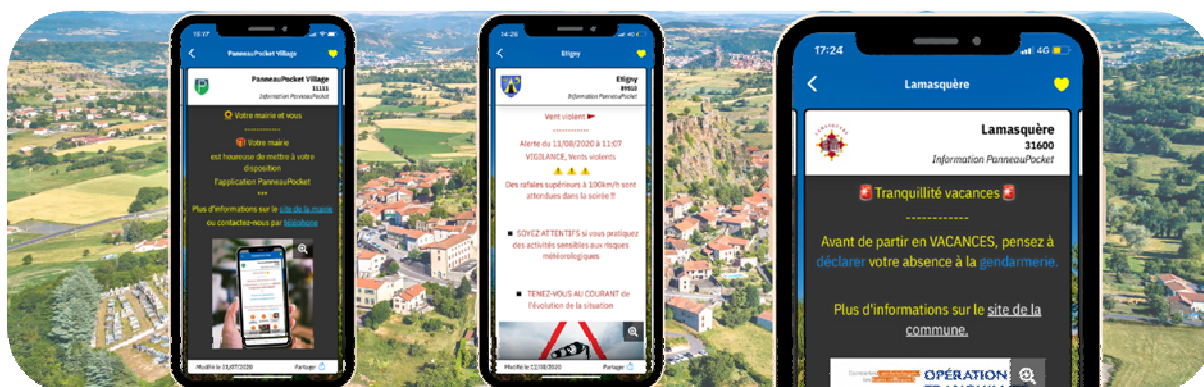 15:17
PanneauPocket Village
PanneauPocket Village
11111
Information PanneauPocket
Votre mairie et vous
------------
Votre mairie
est heureuse de mettre à votre
disposition
l'application PanneauPocket
***
Plus d'informations sur le site de la mairie
ou contactez-nous par téléphone
Modifié le 31/07/2020
Partager
14:26
4G
Etigny
Etigny
89510
Information PanneauPocket
Vent violent
------------
Alerte du 11/08/2020 à 11:07
VIGILANCE, Vents violents
Des rafales supérieures à 100km/h sont
attendues dans la soirée !!!
■ SOYEZ ATTENTIFS si vous pratiquez
des activités sensibles aux risques
météorologiques
■ TENEZ-VOUS AU COURANT de
l'évolution de la situation
Modifié le 12/08/2020
Partager
17:24
4G
Lamasquère
Lamasquère
31600
Information PanneauPocket
Tranquillité vacances
------------
Avant de partir en VACANCES, pensez à
déclarer votre absence à la gendarmerie.
Plus d'informations sur le site de la
commune.
OPÉRATION